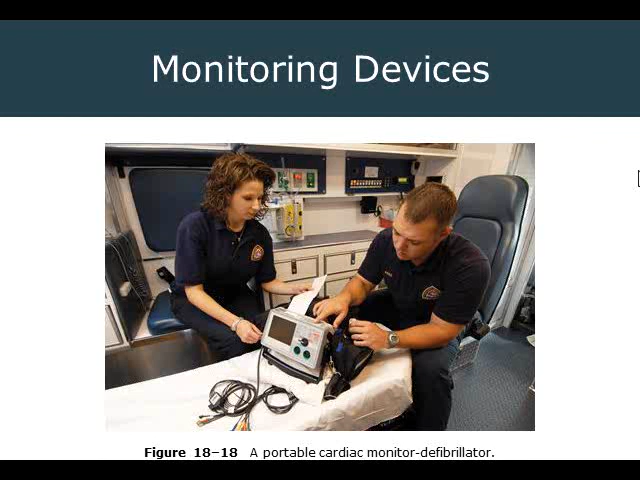 Monitoring Devices
Figure 18–18 A portable cardiac monitor-defibrillator.